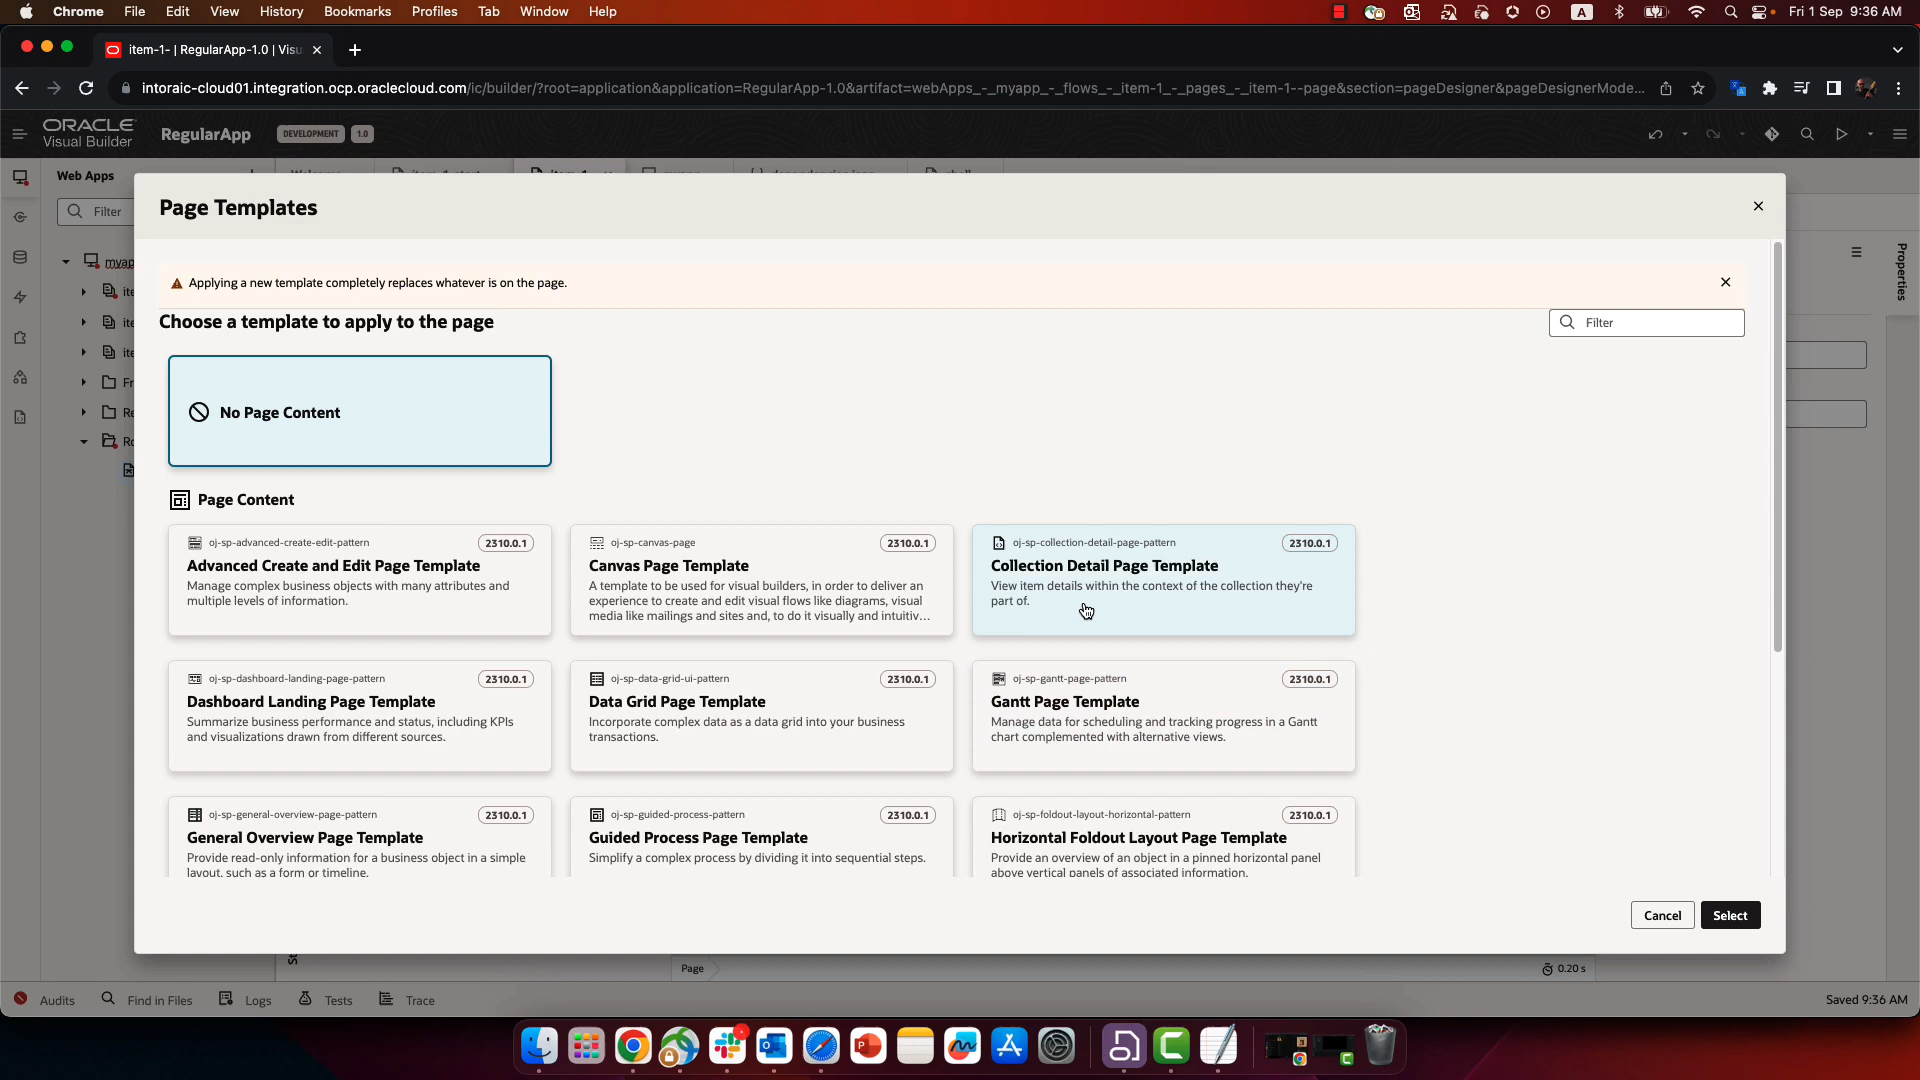 Chrome File Edit View History Bookmarks Profiles Tab Window Help
A
Fri 1 Sep 9:36 AM
item-1- | RegularApp-1.0 | Visu
intoraic-cloud01.integration.ocp.oraclecloud.com/ic/builder/?root=application&application=RegularApp-1.0&artifact=webApps_-_myapp_-_flows_-_item-1_-_pages_-_item-1--page&section=pageDesigner&pageDesignerMode...
ORACLE
Visual Builder
RegularApp
DEVELOPMENT
1.0
Web Apps
Filter
myap
ite
ite
ite
Fr
Re
Ro
Properties
Page Templates
Applying a new template completely replaces whatever is on the page.
Choose a template to apply to the page
Filter
No Page Content
Page Content
oj-sp-advanced-create-edit-pattern
2310.0.1
Advanced Create and Edit Page Template
Manage complex business objects with many attributes and
multiple levels of information.
oj-sp-canvas-page
2310.0.1
Canvas Page Template
A template to be used for visual builders, in order to deliver an
experience to create and edit visual flows like diagrams, visual
media like mailings and sites and, to do it visually and intuitiv...
oj-sp-collection-detail-page-pattern
2310.0.1
Collection Detail Page Template
View item details within the context of the collection they're
part of.
oj-sp-dashboard-landing-page-pattern
2310.0.1
Dashboard Landing Page Template
Summarize business performance and status, including KPIs
and visualizations drawn from different sources.
oj-sp-data-grid-ui-pattern
2310.0.1
Data Grid Page Template
Incorporate complex data as a data grid into your business
transactions.
oj-sp-gantt-page-pattern
2310.0.1
Gantt Page Template
Manage data for scheduling and tracking progress in a Gantt
chart complemented with alternative views.
oj-sp-general-overview-page-pattern
2310.0.1
General Overview Page Template
Provide read-only information for a business object in a simple
layout, such as a form or timeline.
oj-sp-guided-process-pattern
2310.0.1
Guided Process Page Template
Simplify a complex process by dividing it into sequential steps.
oj-sp-foldout-layout-horizontal-pattern
2310.0.1
Horizontal Foldout Layout Page Template
Provide an overview of an object in a pinned horizontal panel
above vertical panels of associated information.
Cancel
Select
St
Page
0.20 s
Audits
Find in Files
Logs
Tests
Trace
Saved 9:36 AM